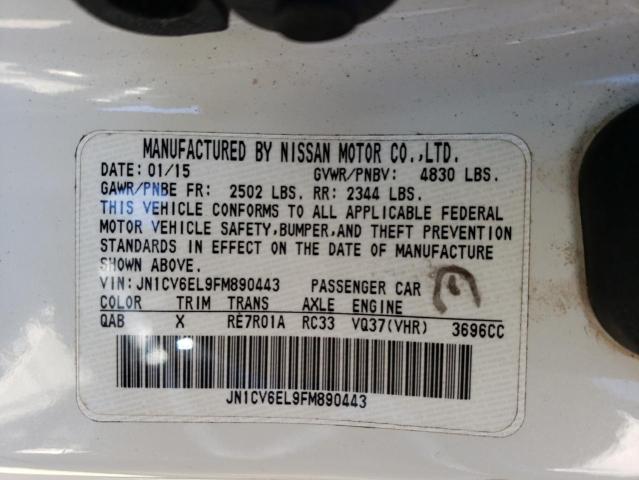 MANUFACTURED BY NISSAN MOTOR CO.,LTD.
DATE: 01/15 GVWR/PNBV: 4830 LBS.
GAWR/PNBE FR: 2502 LBS. RR: 2344 LBS.
THIS VEHICLE CONFORMS TO ALL APPLICABLE FEDERAL
MOTOR VEHICLE SAFETY,BUMPER,AND THEFT PREVENTION
STANDARDS IN EFFECT ON THE DATE OF MANUFACTURE
SHOWN ABOVE.
VIN:JN1CV6EL9FM890443 PASSENGER CAR
COLOR TRIM TRANS AXLE ENGINE
QAB X RE7R01A RC33 VQ37(VHR) 3696CC
JN1CV6EL9FM890443